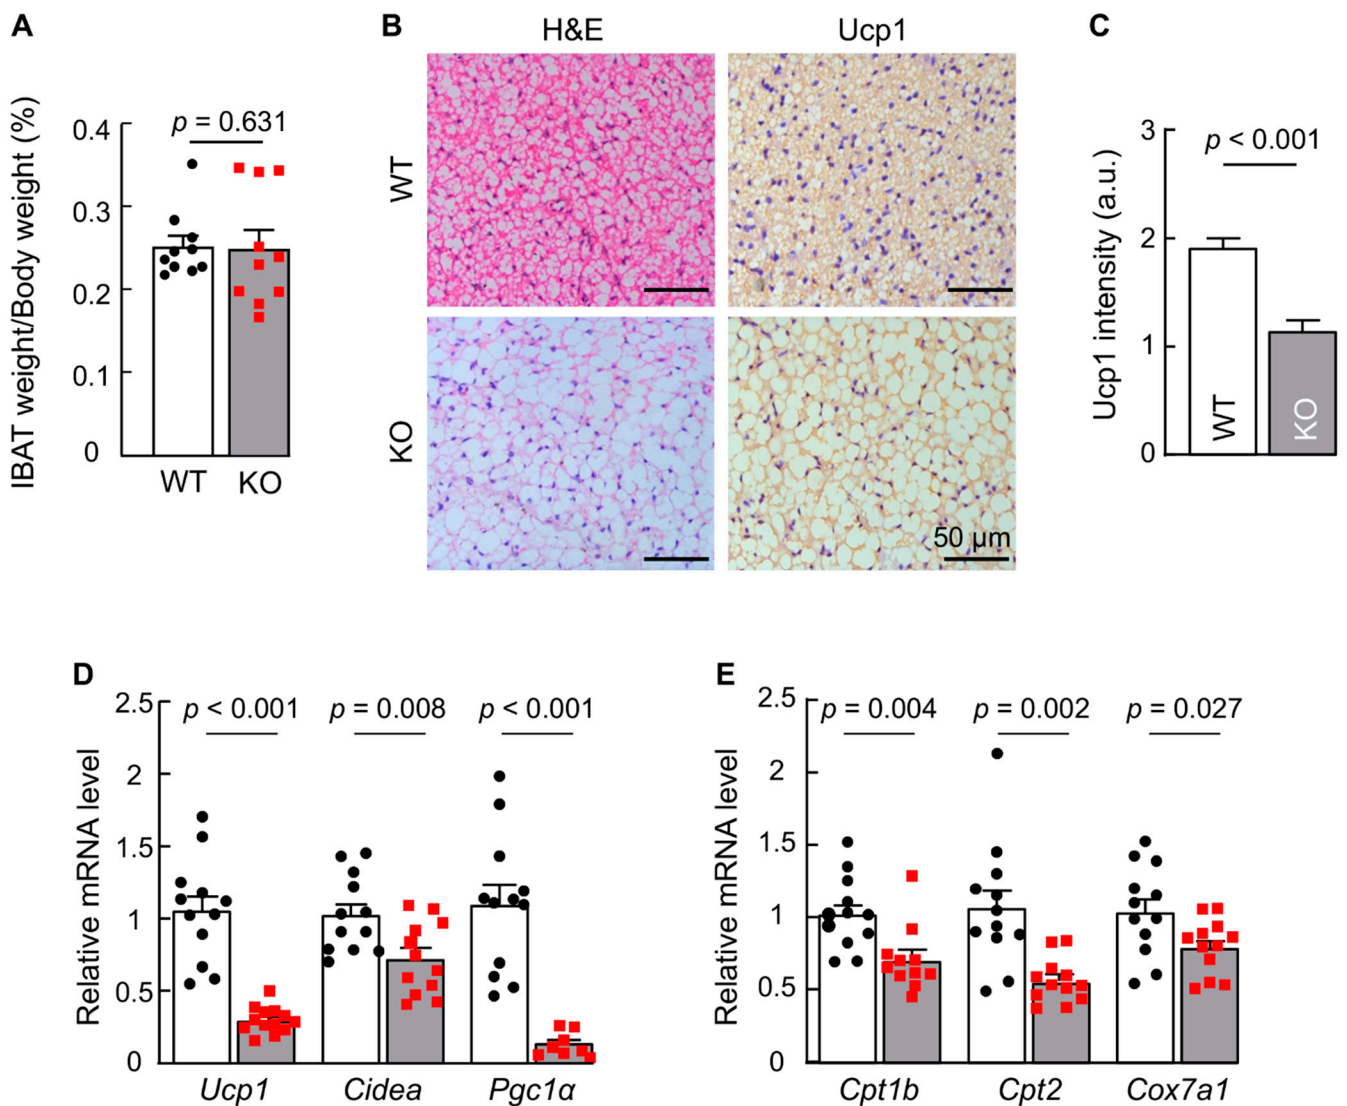 A
IBAT weight/Body weight (%)
0.4
0.3
0.2
0.1
0
p = 0.631
WT
KO
B
H&E
Ucp1
WT
KO
50 µm
C
Ucp1 intensity (a.u.)
3
2
1
0
p < 0.001
WT
KO
D
Relative mRNA level
2.5
2
1.5
1
0.5
0
p < 0.001
p = 0.008
p < 0.001
Ucp1
Cidea
Pgc1α
E
Relative mRNA level
2.5
2
1.5
1
0.5
0
p = 0.004
p = 0.002
p = 0.027
Cpt1b
Cpt2
Cox7a1